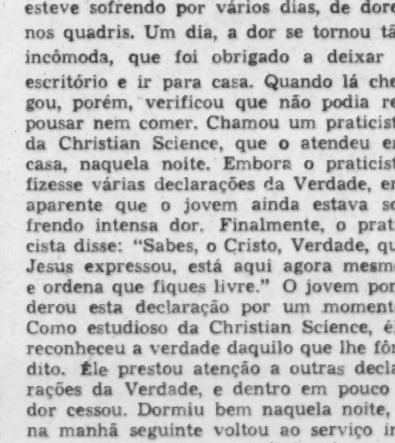 esteve sofrendo por vários dias, de dore
nos quadris. Um dia, a dor se tornou tã
incômoda, que foi obrigado a deixar
escritório e ir para casa. Quando lá che
gou, porém, verificou que não podia re
pousar nem comer. Chamou um praticist
da Christian Science, que o atendeu e
casa, naquela noite. Embora o praticist
fizesse várias declarações da Verdade, er
aparente que o jovem ainda estava so
frendo intensa dor. Finalmente, o prat
cista disse: “Sabes, o Cristo, Verdade, qu
Jesus expressou, está aqui agora mesm
e ordena que fiques livre.” O jovem pon
derou esta declaração por um moment
Como estudioso da Christian Science, êl
reconheceu a verdade daquilo que lhe fôr
dito. Êle prestou atenção a outras decla
rações da Verdade, e dentro em pouco
dor cessou. Dormiu bem naquela noite,
na manhã seguinte voltou ao serviço in